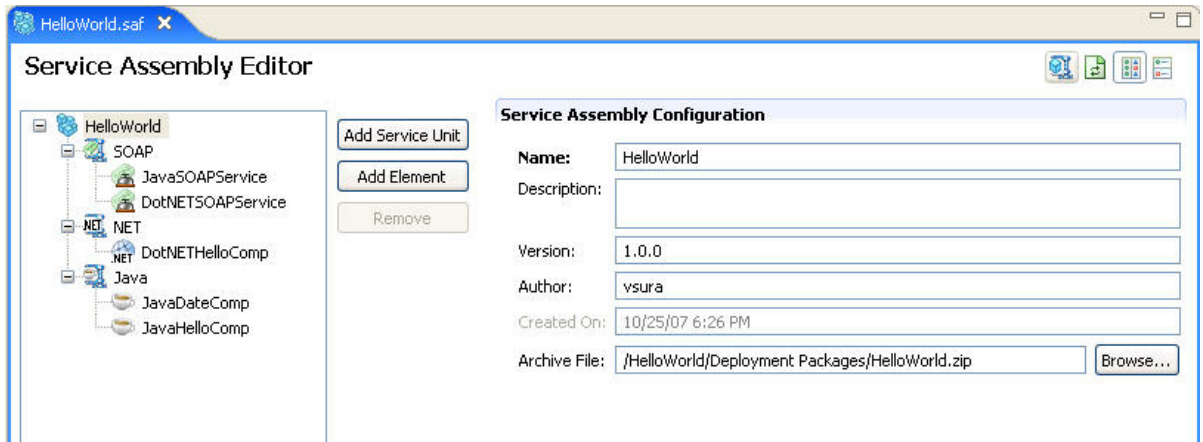 HelloWorld.saf
Service Assembly Editor
HelloWorld
SOAP
JavaSOAPService
DotNETSOAPService
NET NET
.NET DotNETHelloComp
Java
JavaDateComp
JavaHelloComp
Add Service Unit
Add Element
Remove
Service Assembly Configuration
Name: HelloWorld
Description:
Version: 1.0.0
Author: vsura
Created On: 10/25/07 6:26 PM
Archive File: /HelloWorld/Deployment Packages/HelloWorld.zip Browse...